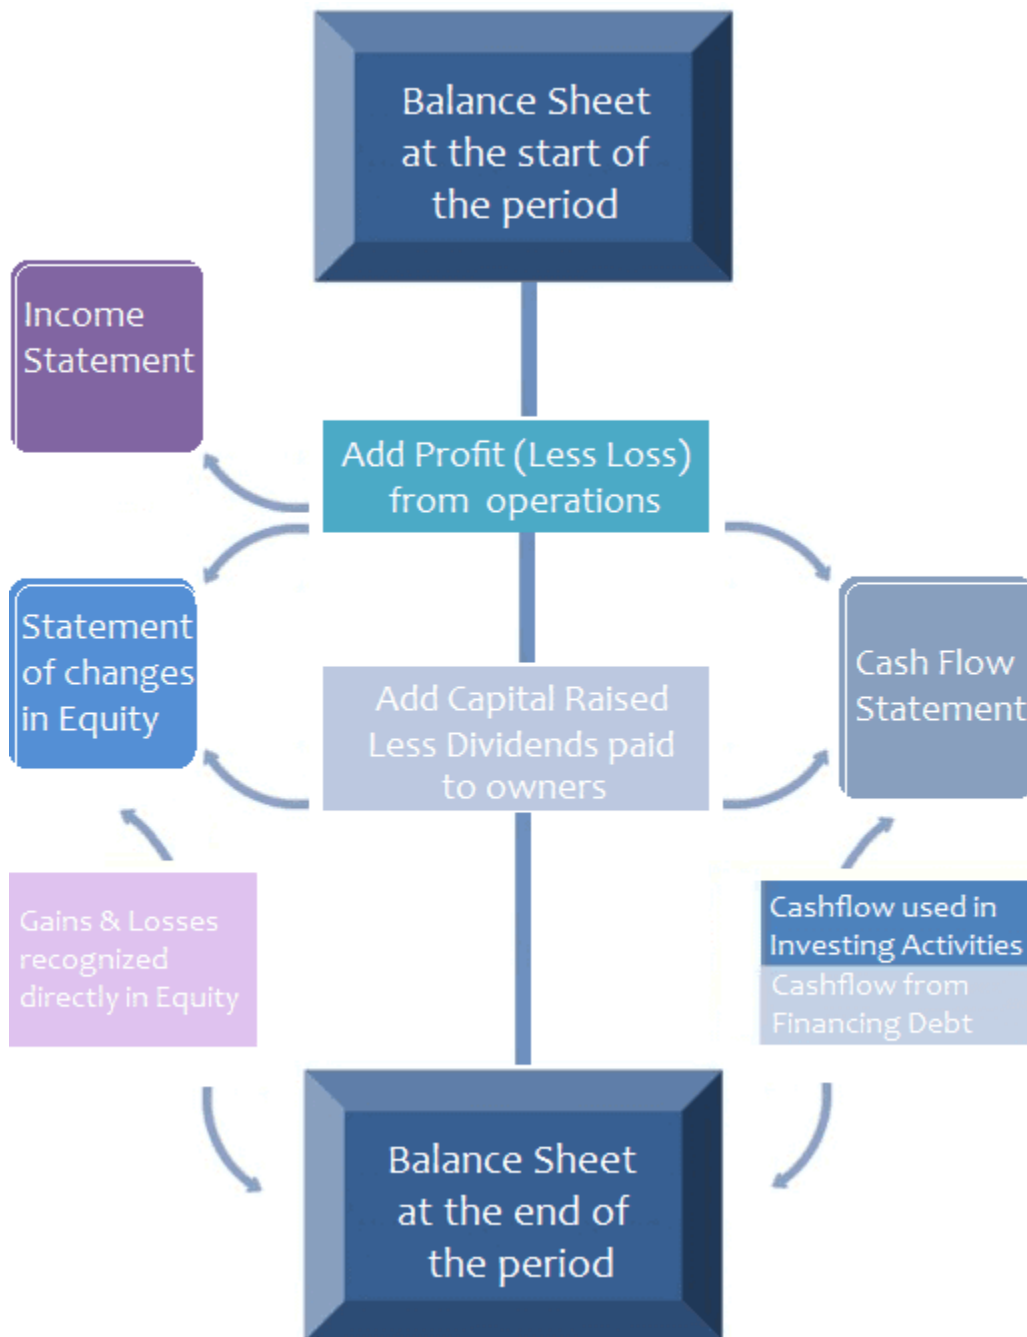 Balance Sheet
at the start of
the period
Income
Statement
Add Profit (Less Loss)
from operations
Statement
of changes
in Equity
Add Capital Raised
Less Dividends paid
to owners
Cash Flow
Statement
Gains & Losses
recognized
directly in Equity
Cashflow used in
Investing Activities
Cashflow from
Financing Debt
Balance Sheet
at the end of
the period